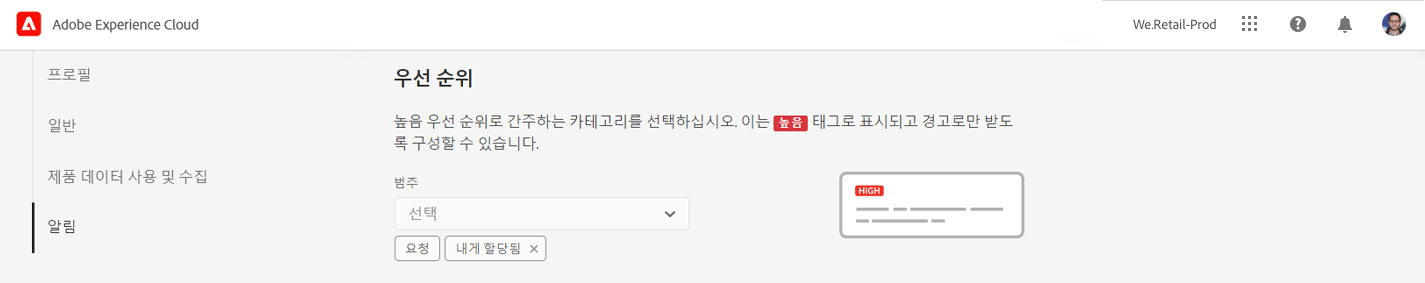 Adobe Experience Cloud
We.Retail-Prod
프로필
일반
제품 데이터 사용 및 수집
알림
우선 순위
높음 우선 순위로 간주하는 카테고리를 선택하십시오. 이는 높음 태그로 표시되고 경고로만 받도
록 구성할 수 있습니다.
범주
선택
요청 내게 할당됨
HIGH